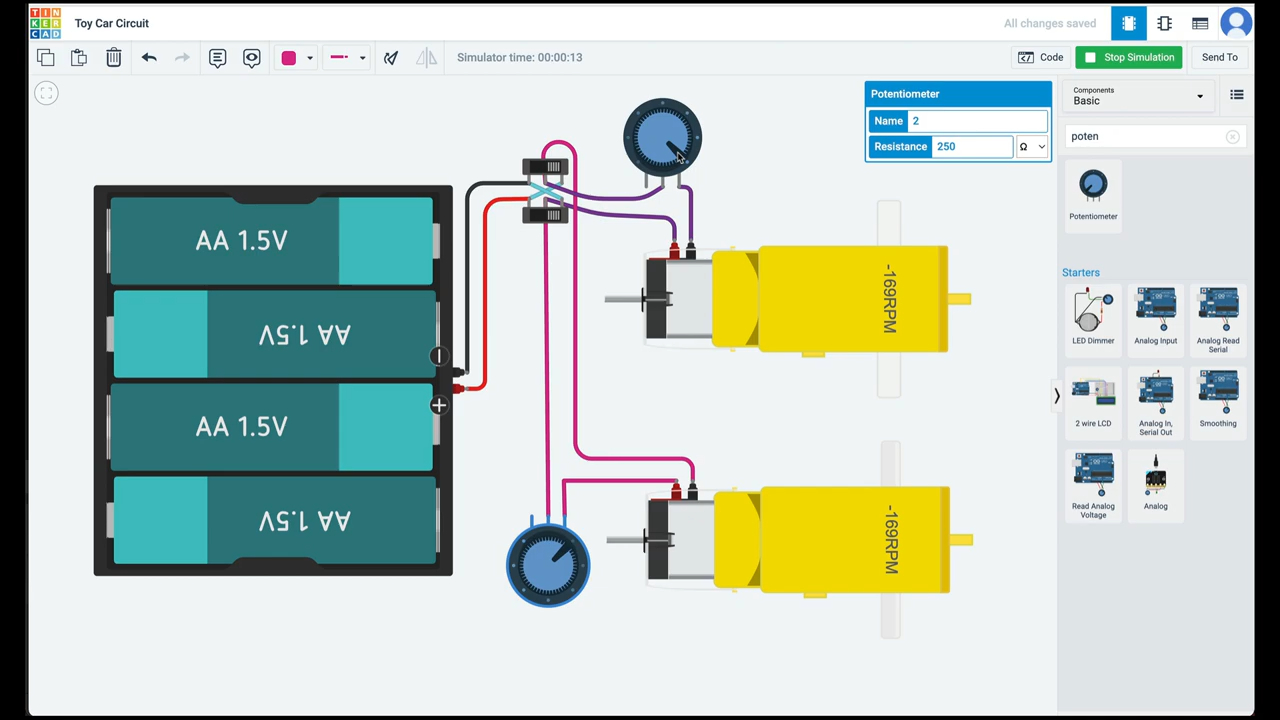 TIN
KER
CAD
Toy Car Circuit
All changes saved
Simulator time: 00:00:13
Code
Stop Simulation
Send To
Potentiometer
Name 2
Resistance 250 Ω
Components
Basic
poten
Potentiometer
Starters
LED Dimmer
Analog Input
Analog Read
Serial
2 wire LCD
Analog In,
Serial Out
Smoothing
Read Analog
Voltage
Analog
AA 1.5V
AA 1.5V
AA 1.5V
AA 1.5V
-169RPM
-169RPM